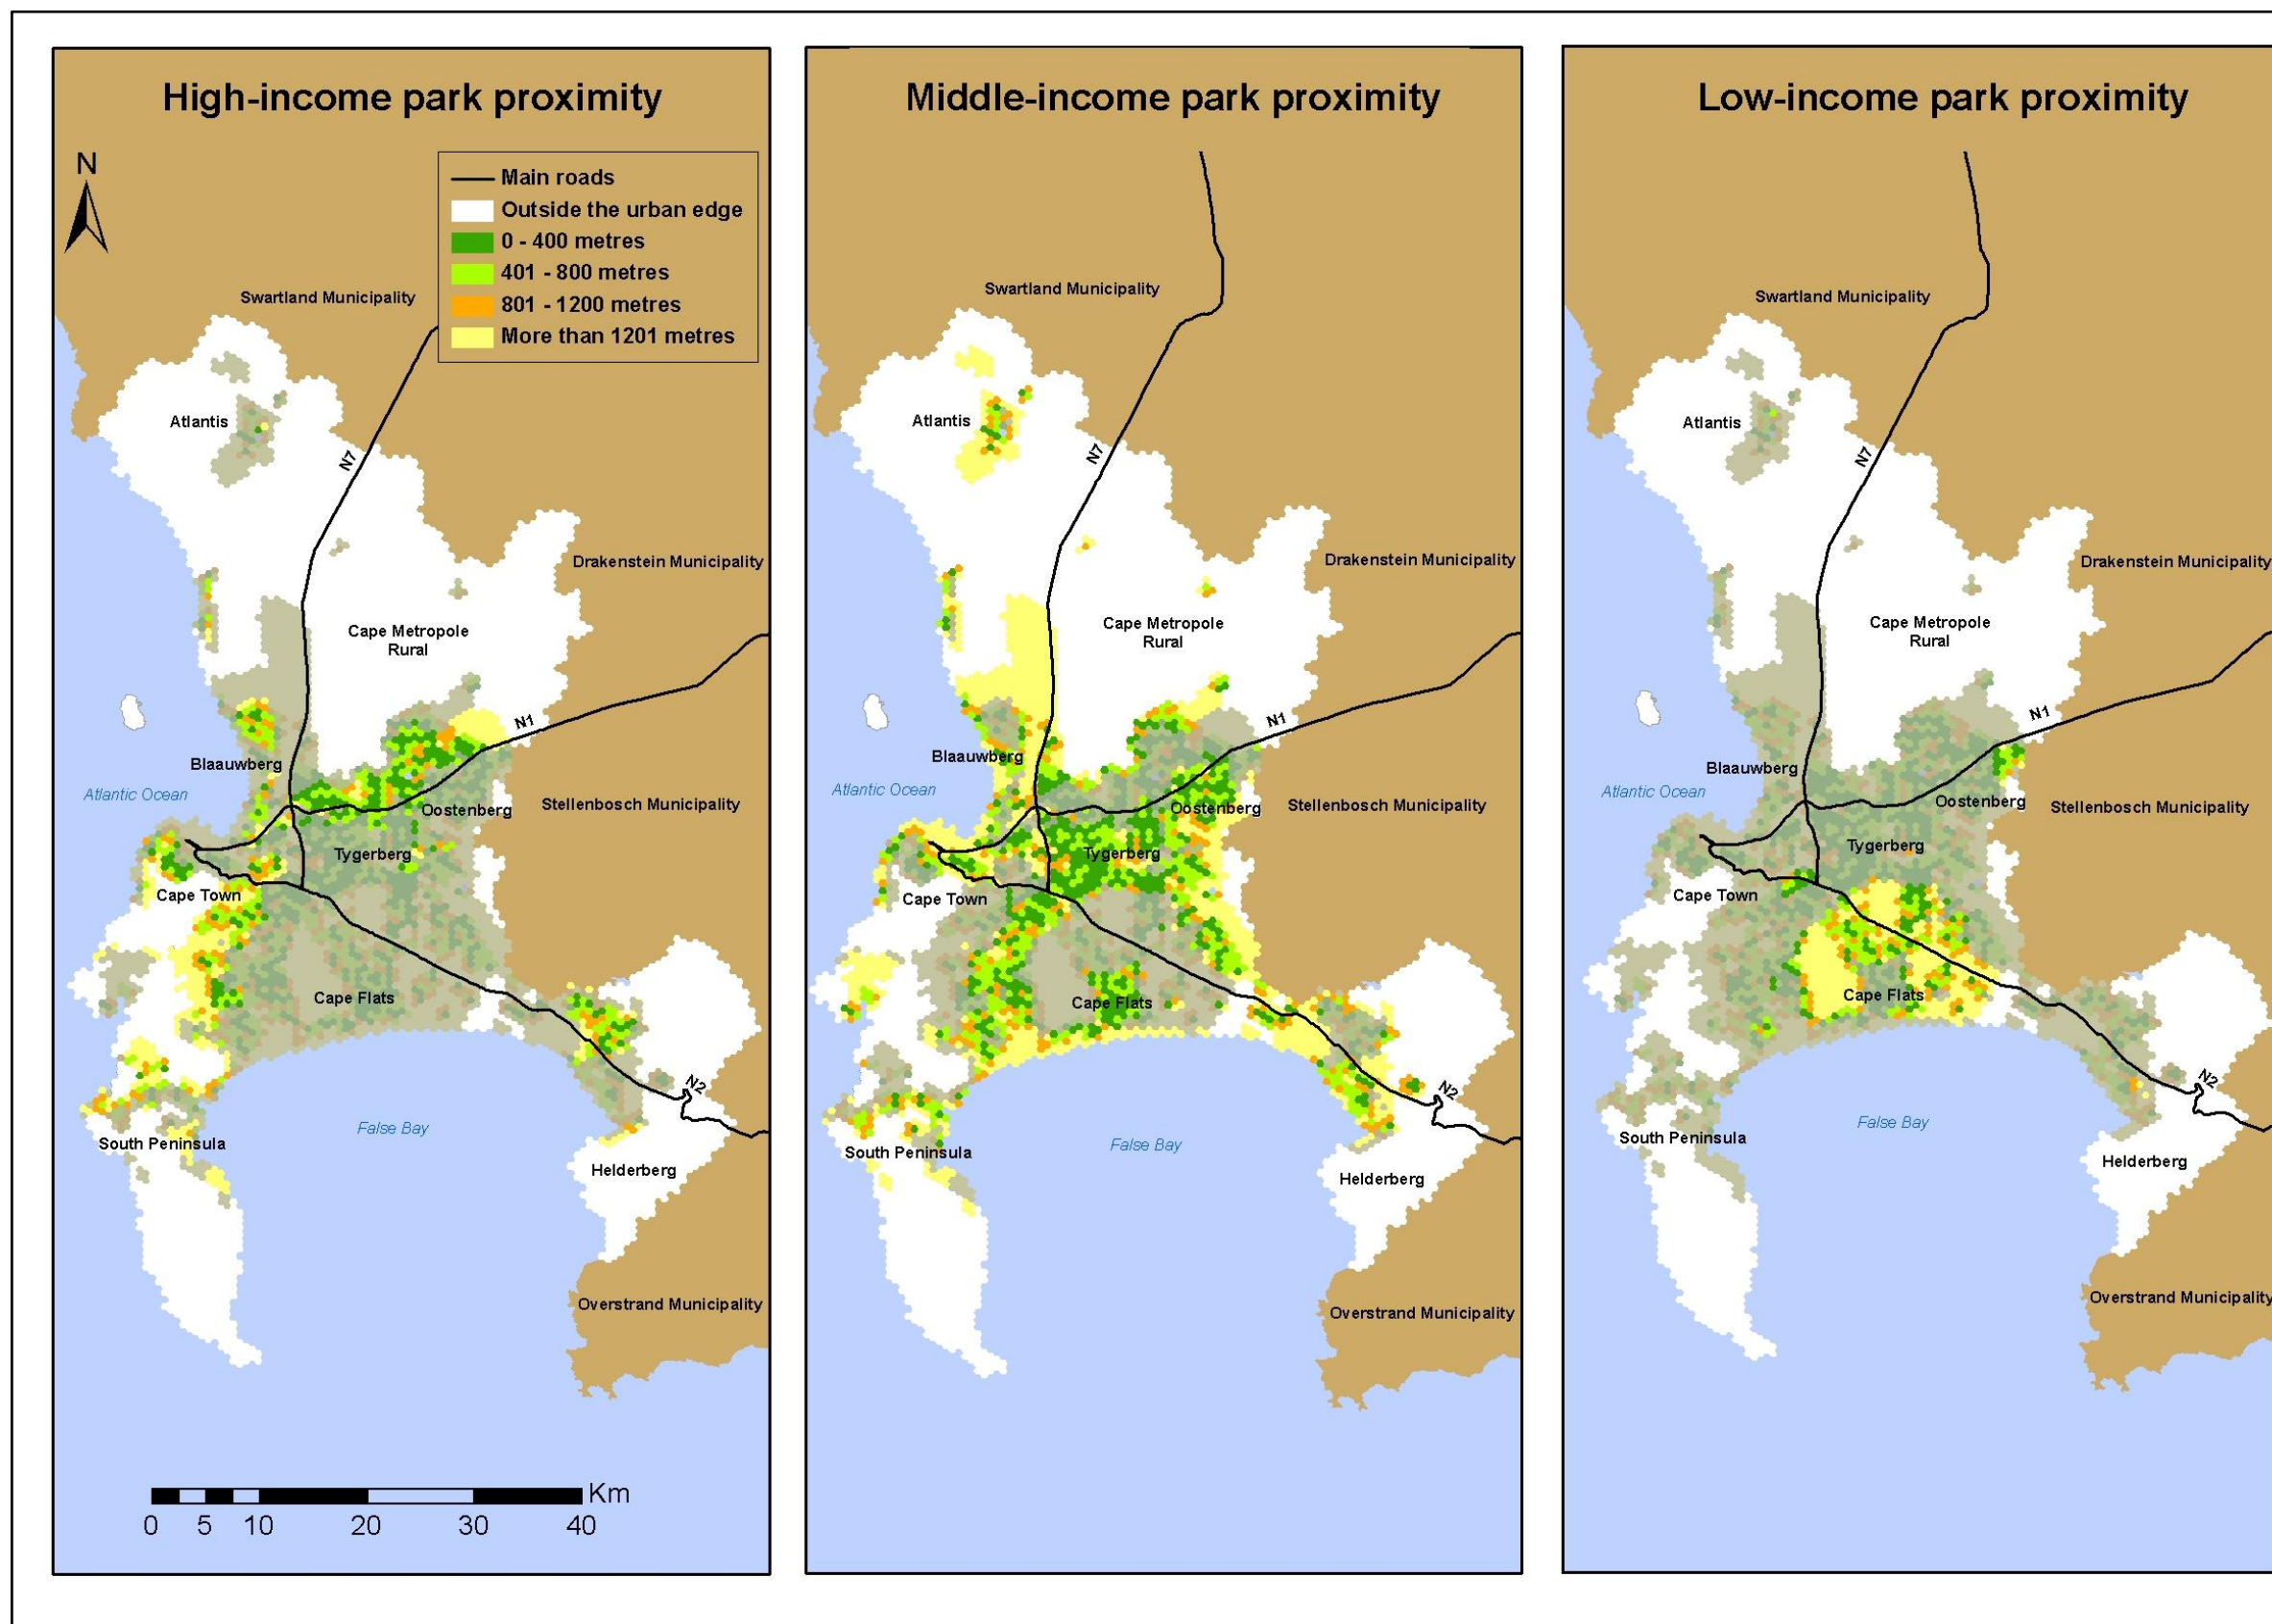 High-income park proximity
N
Main roads
Outside the urban edge
0 - 400 metres
401 - 800 metres
801 - 1200 metres
More than 1201 metres
Swartland Municipality
Atlantis
N7
Drakenstein Municipality
Cape Metropole
Rural
N1
Blaauwberg
Atlantic Ocean
Oostenberg
Stellenbosch Municipality
Tygerberg
Cape Town
Cape Flats
N2
False Bay
South Peninsula
Helderberg
Overstrand Municipality
Km
0 5 10 20 30 40
Middle-income park proximity
Swartland Municipality
Atlantis
N7
Drakenstein Municipality
Cape Metropole
Rural
N1
Blaauwberg
Atlantic Ocean
Oostenberg
Stellenbosch Municipality
Tygerberg
Cape Town
Cape Flats
N2
False Bay
South Peninsula
Helderberg
Overstrand Municipality
Low-income park proximity
Swartland Municipality
Atlantis
N7
Drakenstein Municipality
Cape Metropole
Rural
N1
Blaauwberg
Atlantic Ocean
Oostenberg
Stellenbosch Municipality
Tygerberg
Cape Town
Cape Flats
N2
False Bay
South Peninsula
Helderberg
Overstrand Municipality